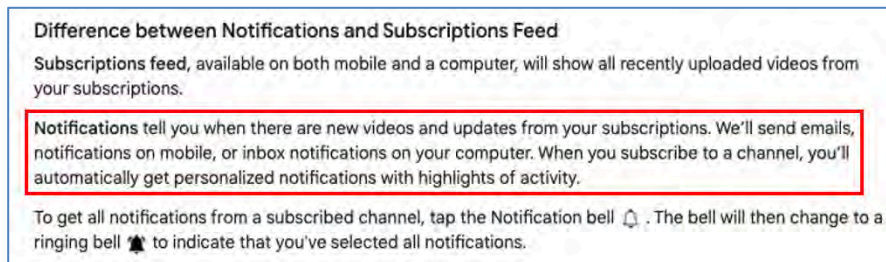 Difference between Notifications and Subscriptions Feed
Subscriptions feed, available on both mobile and a computer, will show all recently uploaded videos from
your subscriptions.
Notifications tell you when there are new videos and updates from your subscriptions. We'll send emails,
notifications on mobile, or inbox notifications on your computer. When you subscribe to a channel, you'll
automatically get personalized notifications with highlights of activity.
To get all notifications from a subscribed channel, tap the Notification bell . The bell will then change to a
ringing bell to indicate that you've selected all notifications.